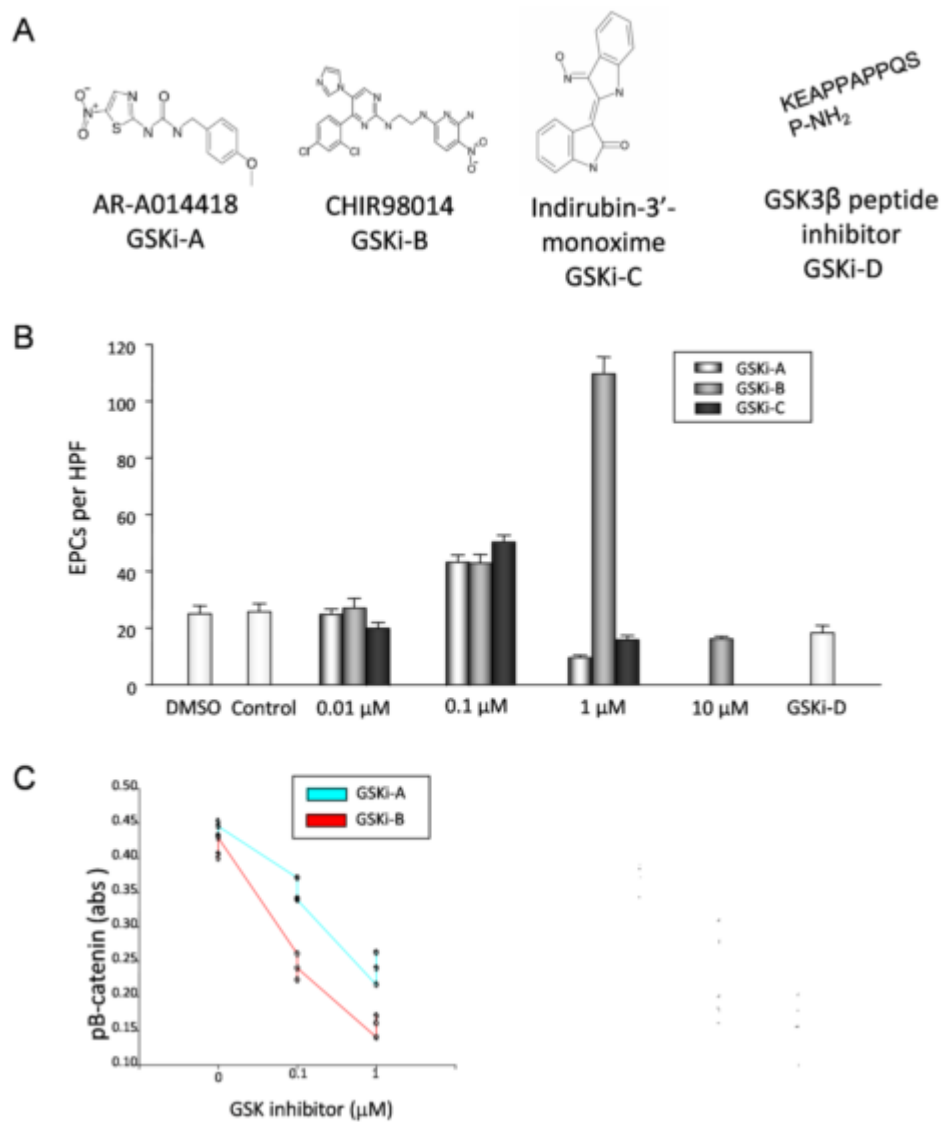 A
O⁻
N⁺
O
N
S
N
O
N
N
O
N
N
N
N
N
N
N
N
Cl
Cl
N⁺
O
O⁻
O
N
N
O
N
KEAPPAPPQS
P-NH₂
AR-A014418
GSKi-A
CHIR98014
GSKi-B
Indirubin-3’-
monoxime
GSKi-C
GSK3β peptide
inhibitor
GSKi-D
B
EPCs per HPF
120
100
80
60
40
20
0
GSKi-A
GSKi-B
GSKi-C
DMSO Control 0.01 μM 0.1 μM 1 μM 10 μM GSKi-D
C
pB-catenin (abs)
0.50
0.45
0.40
0.35
0.30
0.25
0.20
0.15
0.10
GSKi-A
GSKi-B
0 0.1 1
GSK inhibitor (μM)